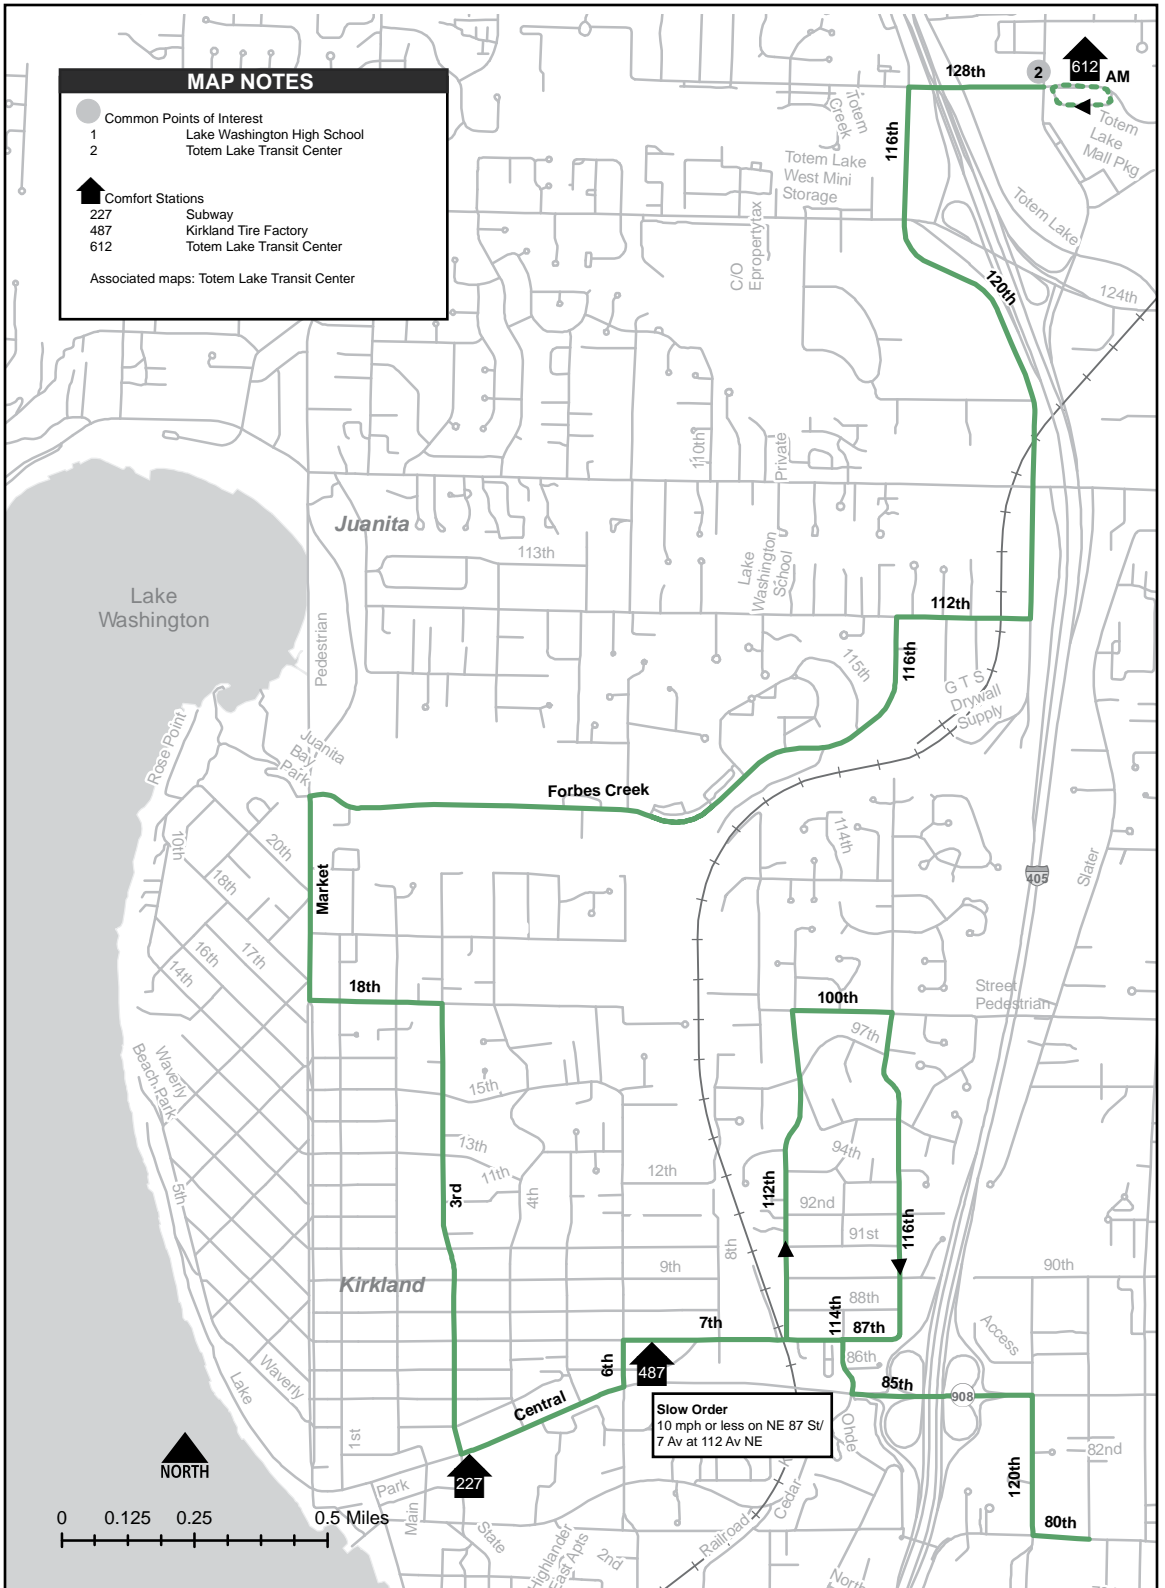 MAP NOTES
Common Points of Interest
1 Lake Washington High School
2 Totem Lake Transit Center
Comfort Stations
227 Subway
487 Kirkland Tire Factory
612 Totem Lake Transit Center
Associated maps: Totem Lake Transit Center
128th
2
612
AM
116th
Totem
Creek
Totem
Lake
Mall Pkg
Totem Lake
West Mini
Storage
Totem Lake
C/O
Epropertytax
120th
124th
110th
Private
Juanita
113th
Lake
Washington
School
Lake
Washington
112th
Pedestrian
116th
115th
G T S
Drywall
Supply
Rose Point
Juanita
Bay
Park
Forbes Creek
10th
20th
18th
Market
114th
405
Slater
16th
17th
14th
18th
100th
Street
Pedestrian
97th
Waverly
Beach Park
15th
13th
11th
12th
94th
5th
3rd
4th
112th
92nd
116th
91st
8th
9th
90th
Kirkland
88th
114th
87th
7th
Access
6th
86th
487
85th
908
Waverly
Lake
Central
Slow Order
10 mph or less on NE 87 St/
7 Av at 112 Av NE
Ohde
1st
82nd
NORTH
227
120th
Park
Main
State
Cedar
Railroad
80th
0 0.125 0.25 0.5 Miles
Highlander
East Apts
2nd
North